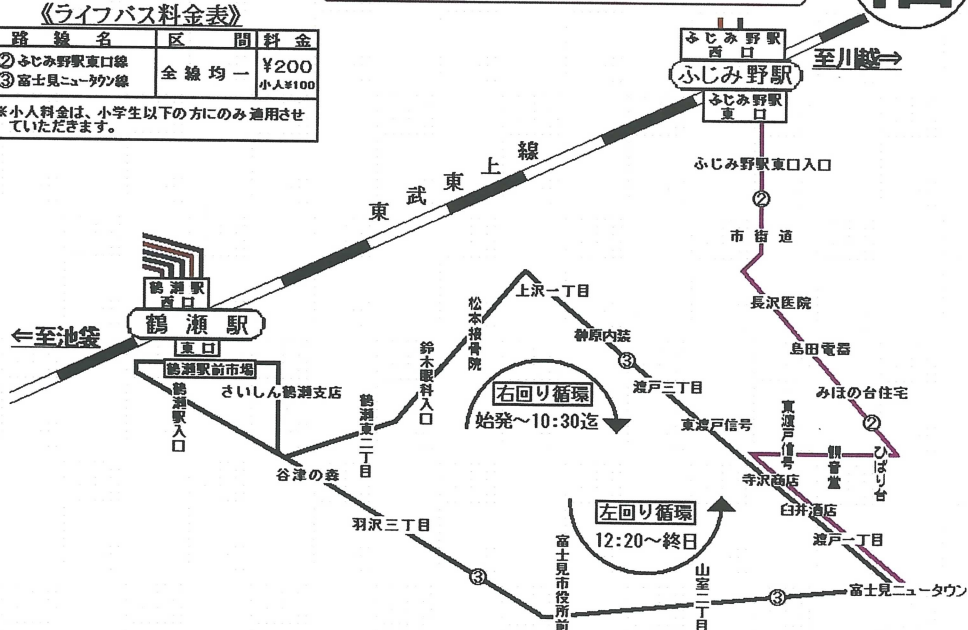 《ライフバス料金表》
路線名 区間 料金
②ふじみ野駅東口線
③富士見ニュータウン線
全線均一
¥200
小人¥100
※小人料金は、小学生以下の方にのみ適用させ
ていただきます。
ふじみ野駅
西口
ふじみ野駅
ふじみ野駅
東口
至川越⇒
ふじみ野駅東口入口
②
市街道
長沢医院
島田電器
みほの台住宅
②
ひばり台
観音堂
東渡戸信号
寺沢商店
臼井酒店
渡戸一丁目
富士見ニュータウン
東武東上線
鶴瀬駅
西口
鶴瀬駅
東口
鶴瀬駅前市場
⇐至池袋
鶴瀬駅入口
さいしん鶴瀬支店
谷津の森
鶴瀬東二丁目
鈴木眼科入口
松本接骨院
上沢一丁目
榊原内装
③
渡戸三丁目
東渡戸信号
右回り循環
始発～10:30迄
左回り循環
12:20～終日
羽沢三丁目
③
富士見市役所前
山室二丁目
③